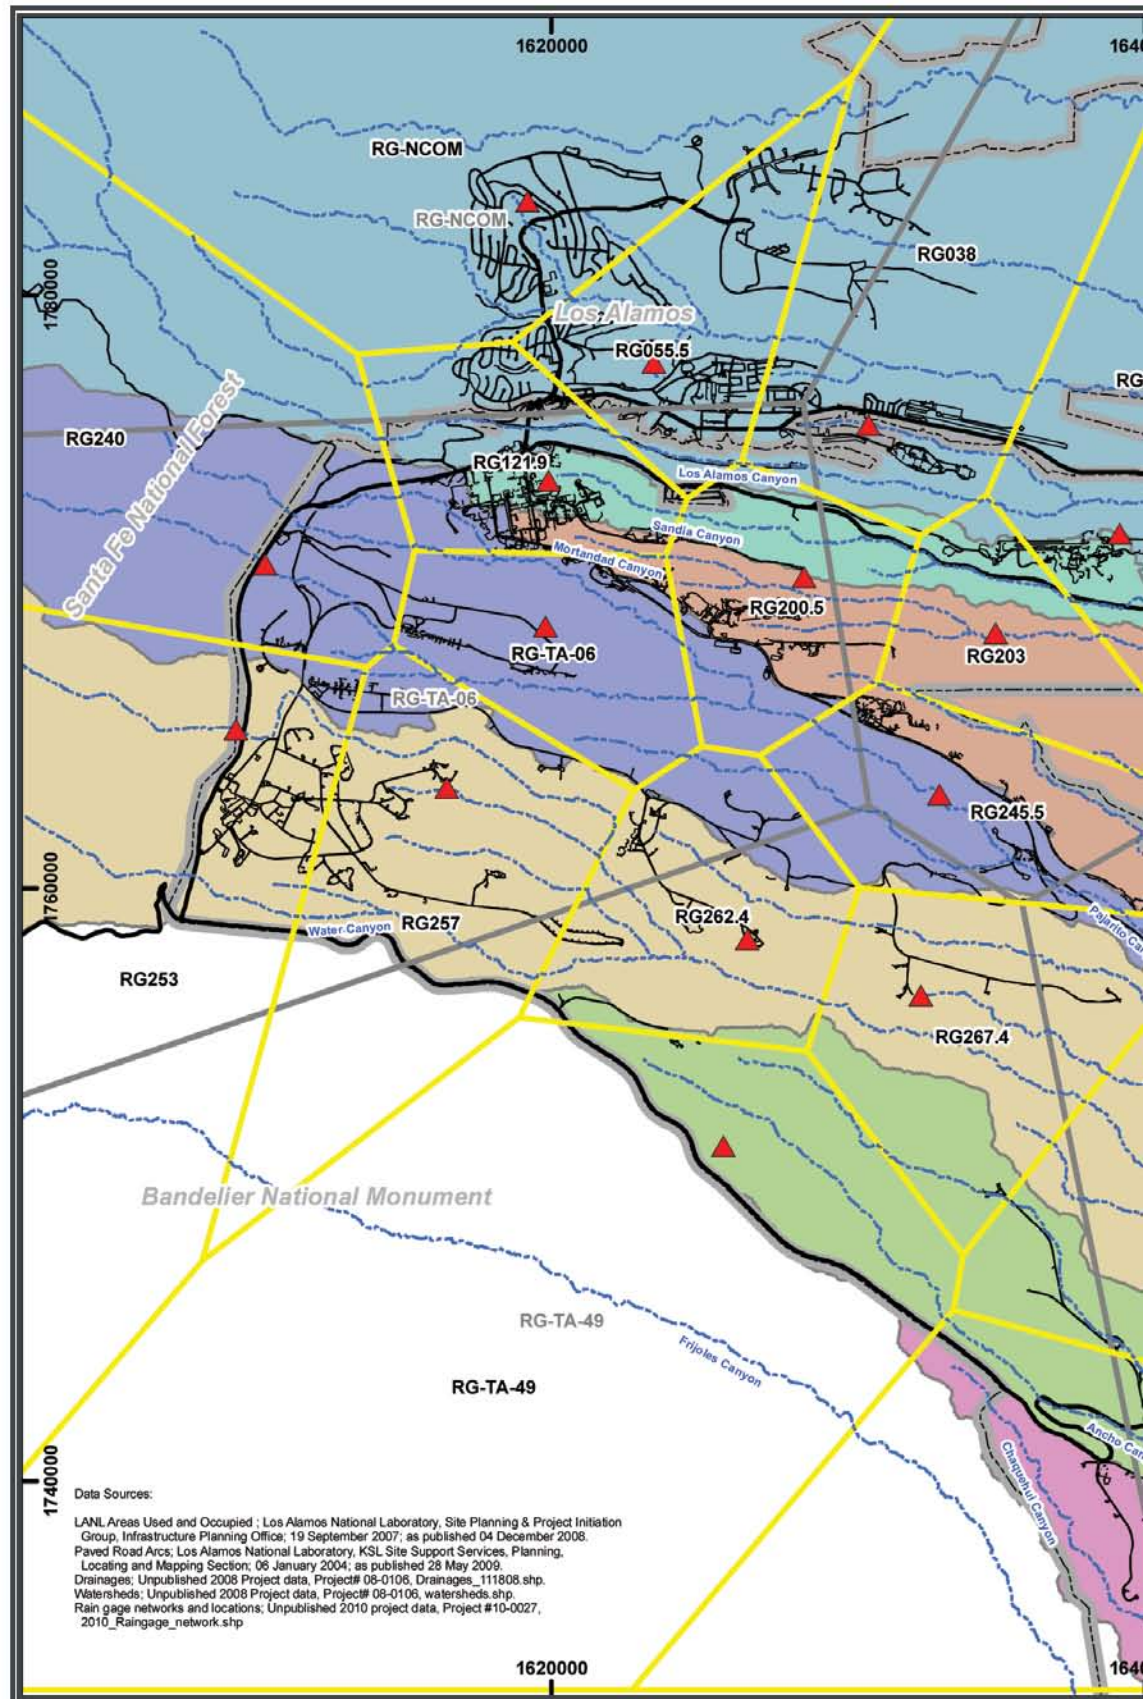 1620000
1640
RG-NCOM
RG-NCOM
RG038
1780000
Los Alamos
RG055.5
RG
Santa Fe National Forest
RG240
RG121.9
Los Alamos Canyon
Sandia Canyon
Mortandad Canyon
RG200.5
RG-TA-06
RG203
RG-TA-06
RG245.5
1760000
RG262.4
Pajarito Can
RG257
Water Canyon
RG253
RG267.4
Bandelier National Monument
RG-TA-49
Frijoles Canyon
RG-TA-49
Ancho Can
Chaquehui Canyon
1740000
Data Sources:
LANL Areas Used and Occupied ; Los Alamos National Laboratory, Site Planning & Project Initiation
Group, Infrastructure Planning Office; 19 September 2007; as published 04 December 2008.
Paved Road Arcs; Los Alamos National Laboratory, KSL Site Support Services, Planning,
Locating and Mapping Section; 06 January 2004; as published 28 May 2009.
Drainages; Unpublished 2008 Project data, Project# 08-0106, Drainages_111808.shp.
Watersheds; Unpublished 2008 Project data, Project# 08-0106, watersheds.shp.
Rain gage networks and locations; Unpublished 2010 project data, Project #10-0027,
2010_Raingage_network.shp
1620000
1640